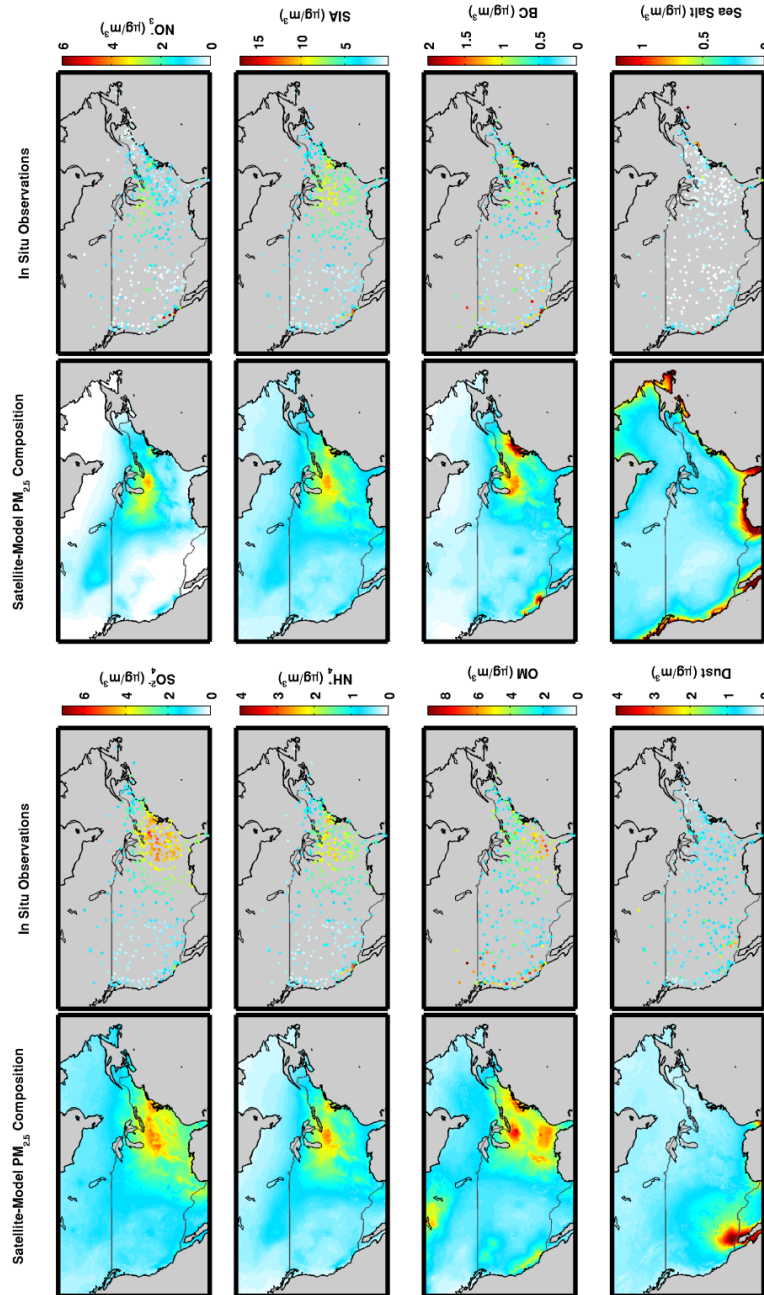 Satellite-Model PM2.5 Composition
In Situ Observations
Satellite-Model PM2.5 Composition
In Situ Observations
SO₄²⁻ (μg/m³)
6
4
2
0
NO₃⁻ (μg/m³)
6
4
2
0
NH₄⁺ (μg/m³)
4
3
2
1
0
SIA (μg/m³)
15
10
5
OM (μg/m³)
8
6
4
2
0
BC (μg/m³)
2
1.5
1
0.5
0
Dust (μg/m³)
4
3
2
1
0
Sea Salt (μg/m³)
1
0.5
0